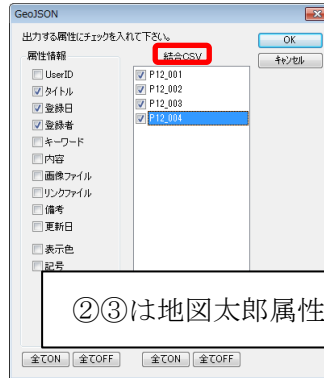 GeoJSON
出力する属性にチェックを入れて下さい。
属性情報
結合CSV
OK
キャンセル
UserID
タイトル
登録日
登録者
キーワード
内容
画像ファイル
リンクファイル
備考
更新日
表示色
記号
P12_001
P12_002
P12_003
P12_004
②③は地図太郎属性
全てON
全てOFF
全てON
全てOFF